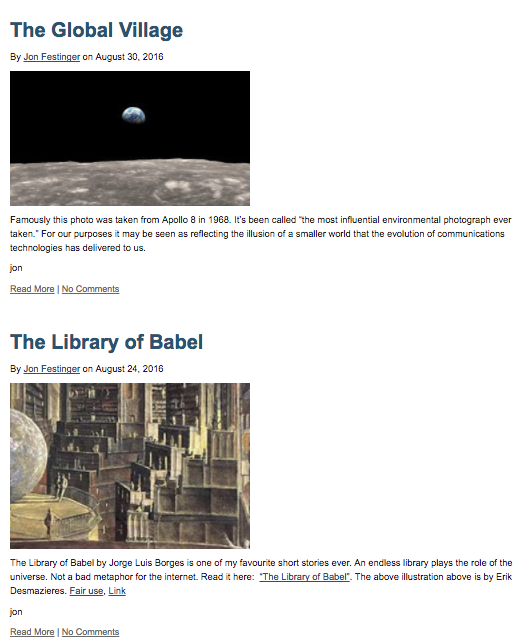 The Global Village
By Jon Festinger on August 30, 2016
Famously this photo was taken from Apollo 8 in 1968. It's been called “the most influential environmental photograph ever
taken.” For our purposes it may be seen as reflecting the illusion of a smaller world that the evolution of communications
technologies has delivered to us.
jon
Read More | No Comments
The Library of Babel
By Jon Festinger on August 24, 2016
The Library of Babel by Jorge Luis Borges is one of my favourite short stories ever. An endless library plays the role of the
universe. Not a bad metaphor for the internet. Read it here: “The Library of Babel”. The above illustration above is by Erik
Desmazieres. Fair use, Link
jon
Read More | No Comments